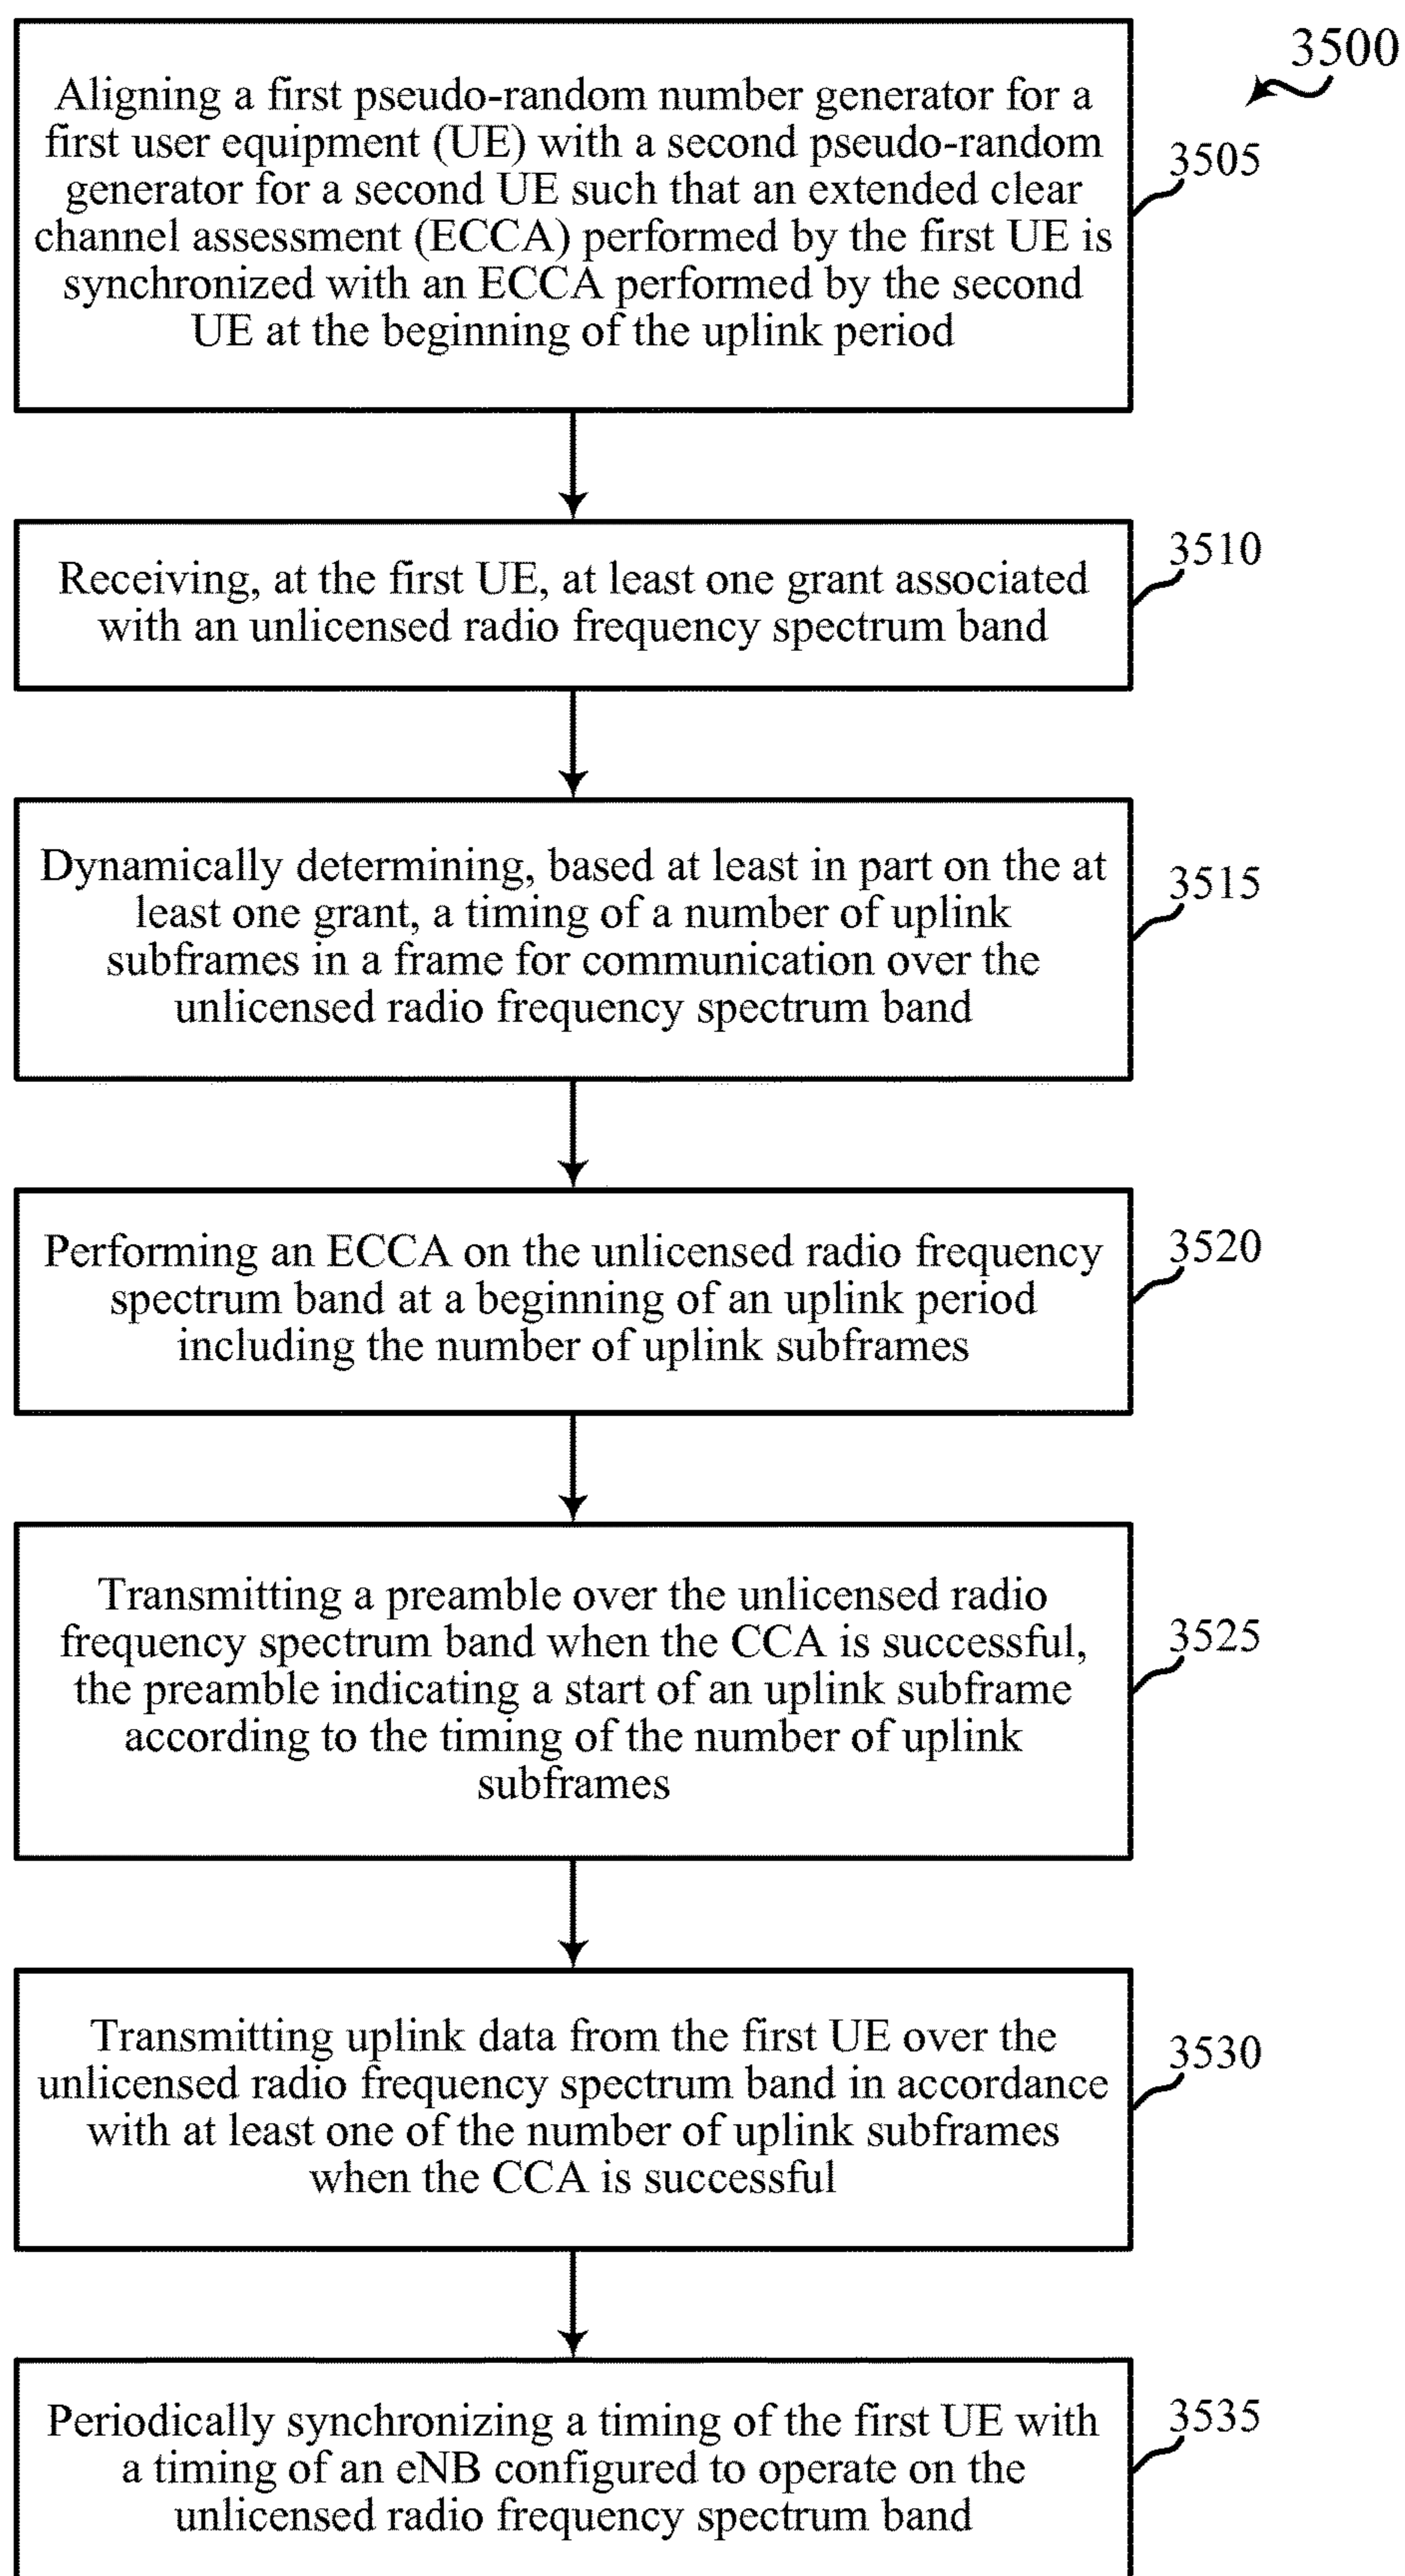 3500
Aligning a first pseudo-random number generator for a
first user equipment (UE) with a second pseudo-random
generator for a second UE such that an extended clear
channel assessment (ECCA) performed by the first UE is
synchronized with an ECCA performed by the second
UE at the beginning of the uplink period
3505
Receiving, at the first UE, at least one grant associated
with an unlicensed radio frequency spectrum band
3510
Dynamically determining, based at least in part on the at
least one grant, a timing of a number of uplink
subframes in a frame for communication over the
unlicensed radio frequency spectrum band
3515
Performing an ECCA on the unlicensed radio frequency
spectrum band at a beginning of an uplink period
including the number of uplink subframes
3520
Transmitting a preamble over the unlicensed radio
frequency spectrum band when the CCA is successful,
the preamble indicating a start of an uplink subframe
according to the timing of the number of uplink
subframes
3525
Transmitting uplink data from the first UE over the
unlicensed radio frequency spectrum band in accordance
with at least one of the number of uplink subframes
when the CCA is successful
3530
Periodically synchronizing a timing of the first UE with
a timing of an eNB configured to operate on the
unlicensed radio frequency spectrum band
3535